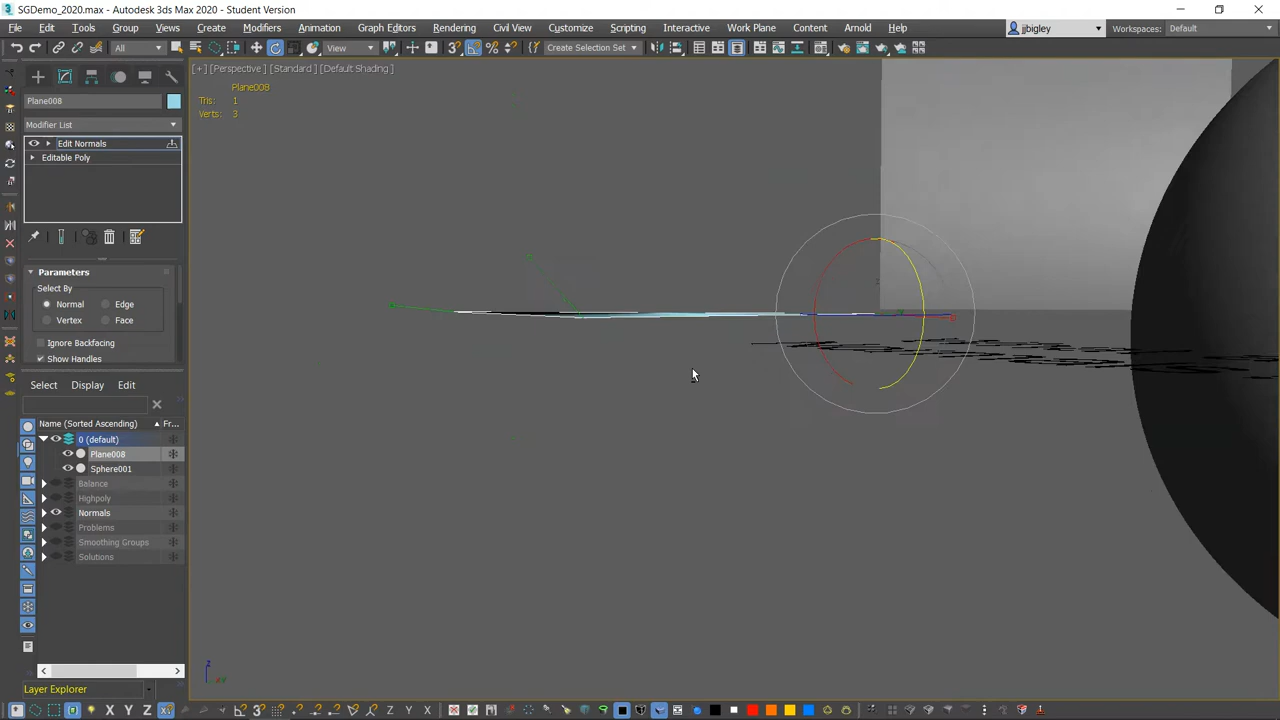 SGDemo_2020.max - Autodesk 3ds Max 2020 - Student Version
File Edit Tools Group Views Create Modifiers Animation Graph Editors Rendering Civil View Customize Scripting Interactive Work Plane Content Arnold Help jjbigley Workspaces: Default
All View Create Selection Set
[+] [Perspective] [Standard] [Default Shading]
Plane008
Tris: 1
Verts: 3
Plane008
Modifier List
Edit Normals
Editable Poly
Parameters
Select By
Normal Edge
Vertex Face
Ignore Backfacing
Show Handles
Select Display Edit
Name (Sorted Ascending) Fr...
0 (default)
Plane008
Sphere001
Balance
Highpoly
Normals
Problems
Smoothing Groups
Solutions
Layer Explorer
X Y Z XY